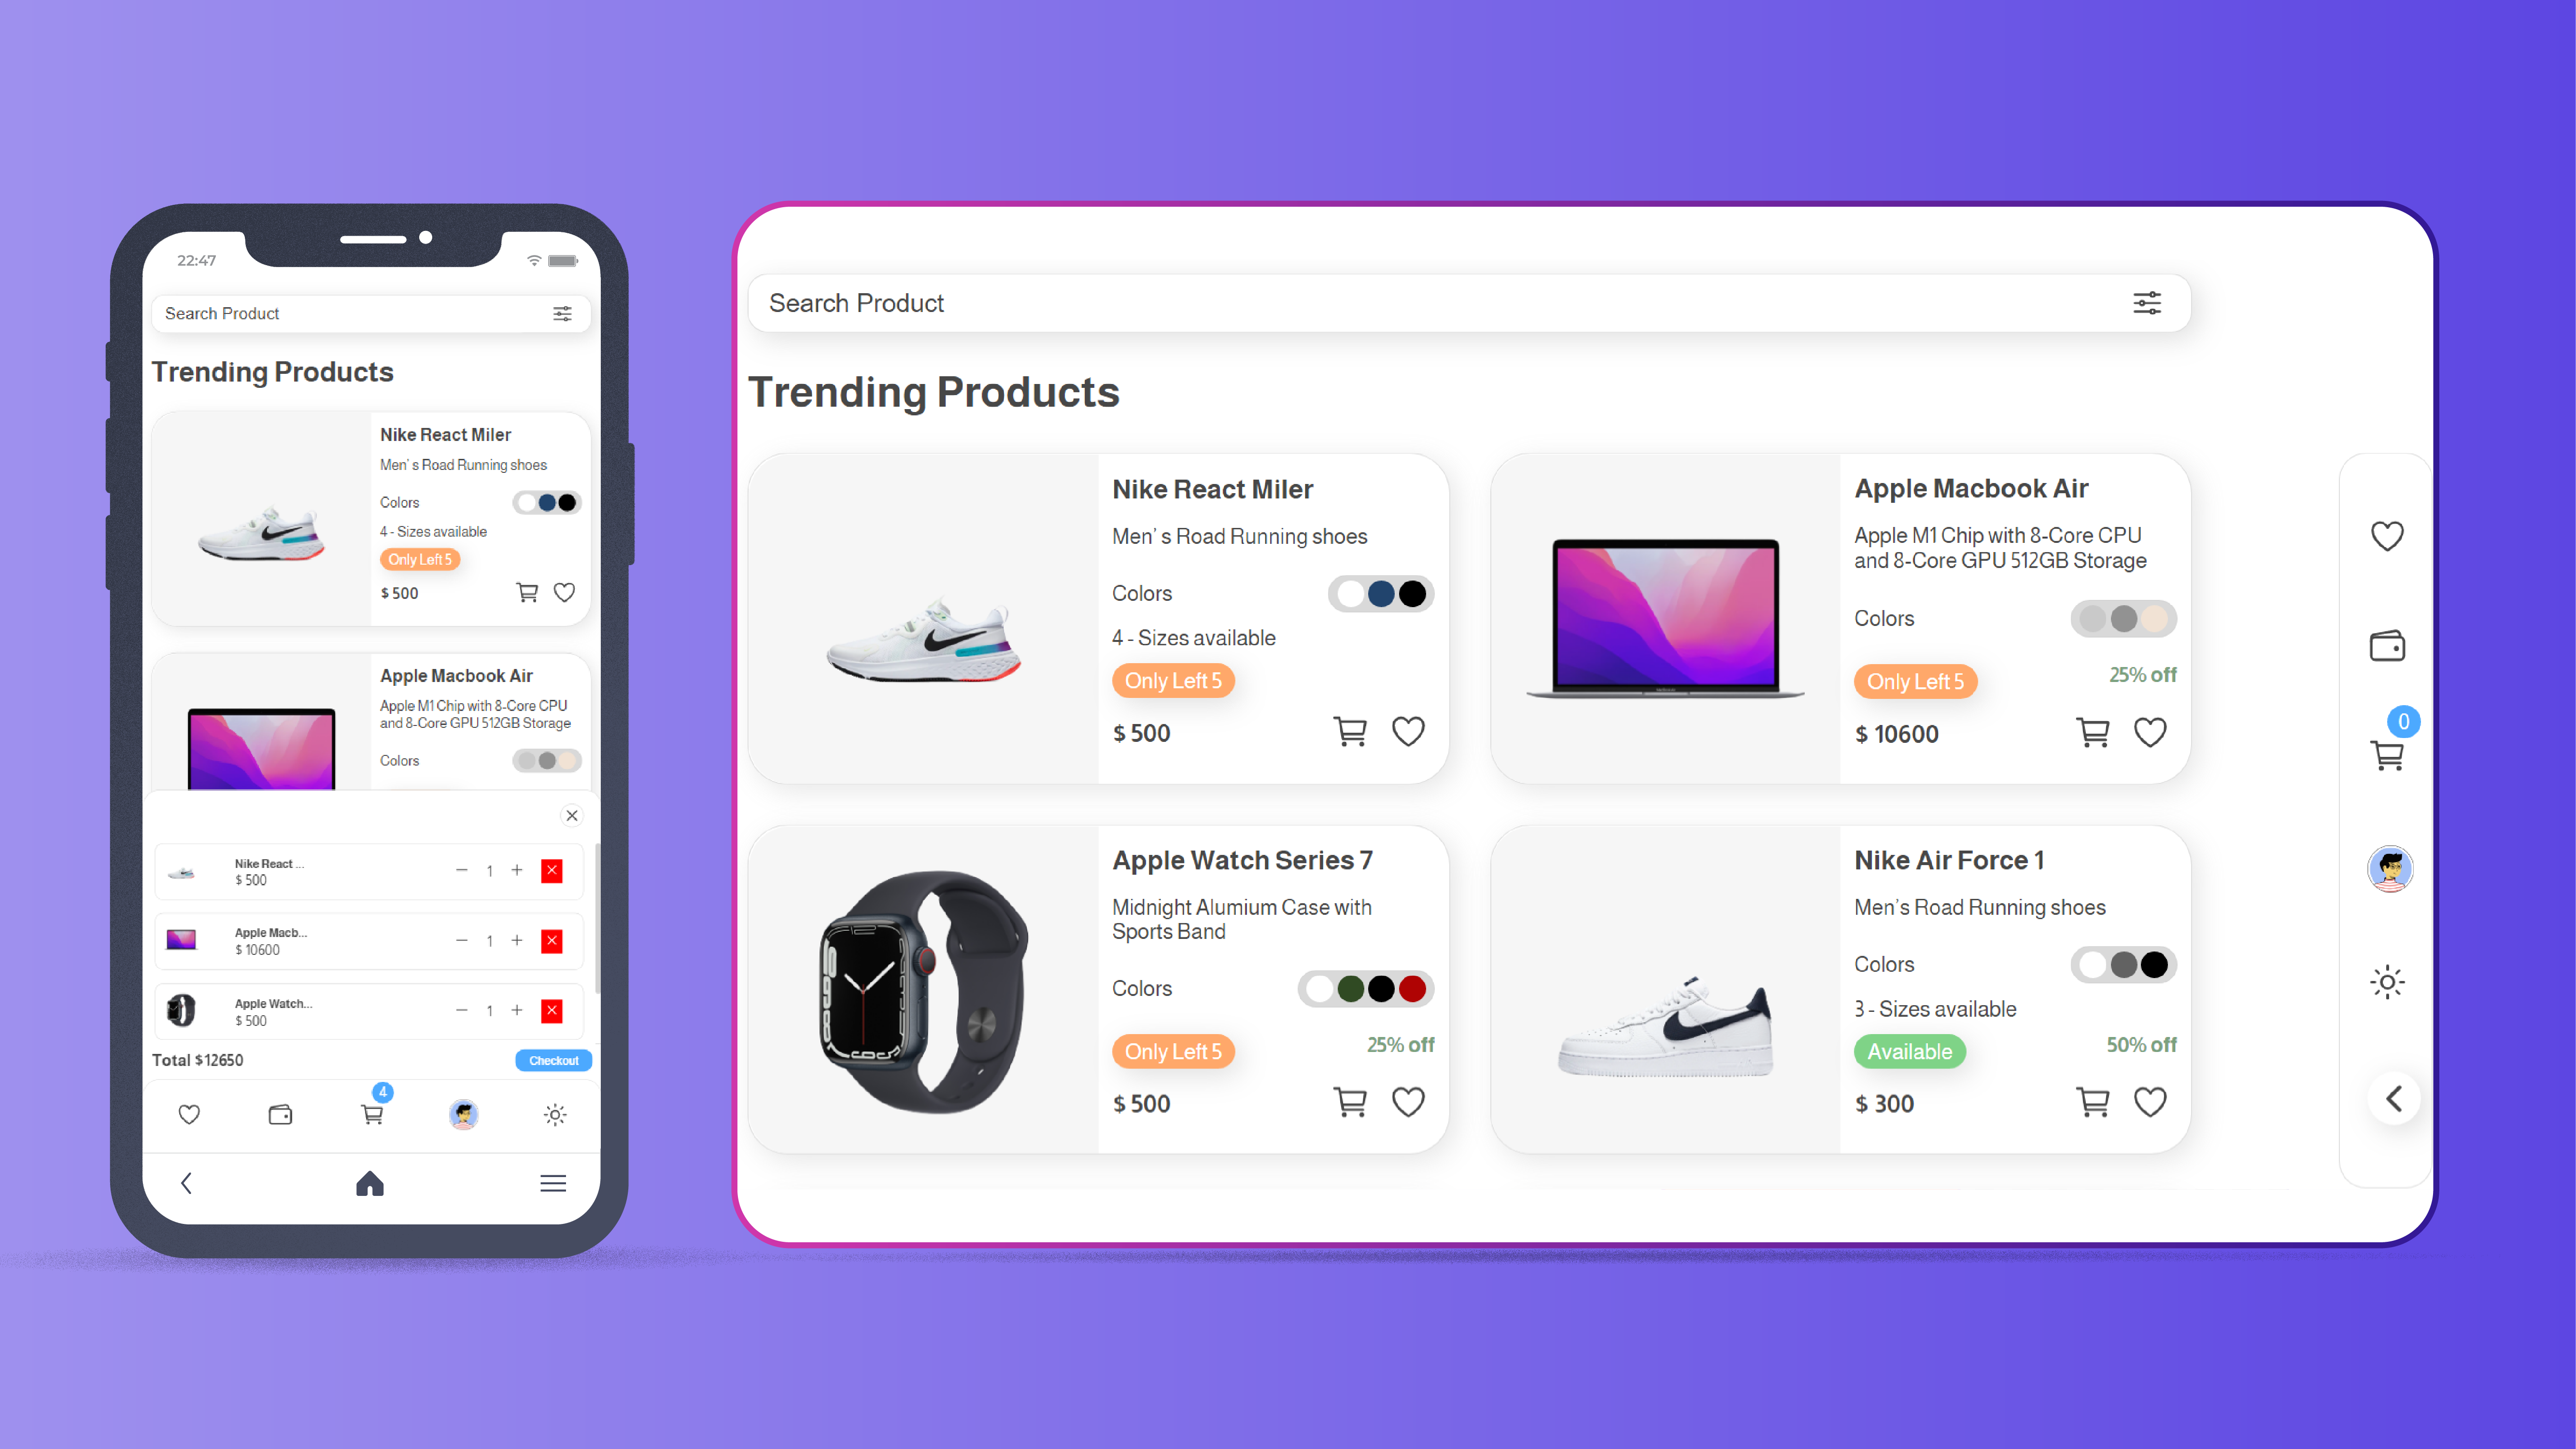 22:47
Search Product
Trending Products
Nike React Miler
Men’ s Road Running shoes
Colors
4 - Sizes available
Only Left 5
$ 500
Apple Macbook Air
Apple M1 Chip with 8-Core CPU
and 8-Core GPU 512GB Storage
Colors
Nike React ...
$ 500
1
Apple Macb...
$ 10600
1
Apple Watch...
$ 500
1
Total $12650
Checkout
4
Search Product
Trending Products
Nike React Miler
Men’ s Road Running shoes
Colors
4 - Sizes available
Only Left 5
$ 500
Apple Macbook Air
Apple M1 Chip with 8-Core CPU
and 8-Core GPU 512GB Storage
Colors
Only Left 5
25% off
$ 10600
Apple Watch Series 7
Midnight Alumium Case with
Sports Band
Colors
Only Left 5
25% off
$ 500
Nike Air Force 1
Men’s Road Running shoes
Colors
3 - Sizes available
Available
50% off
$ 300
0